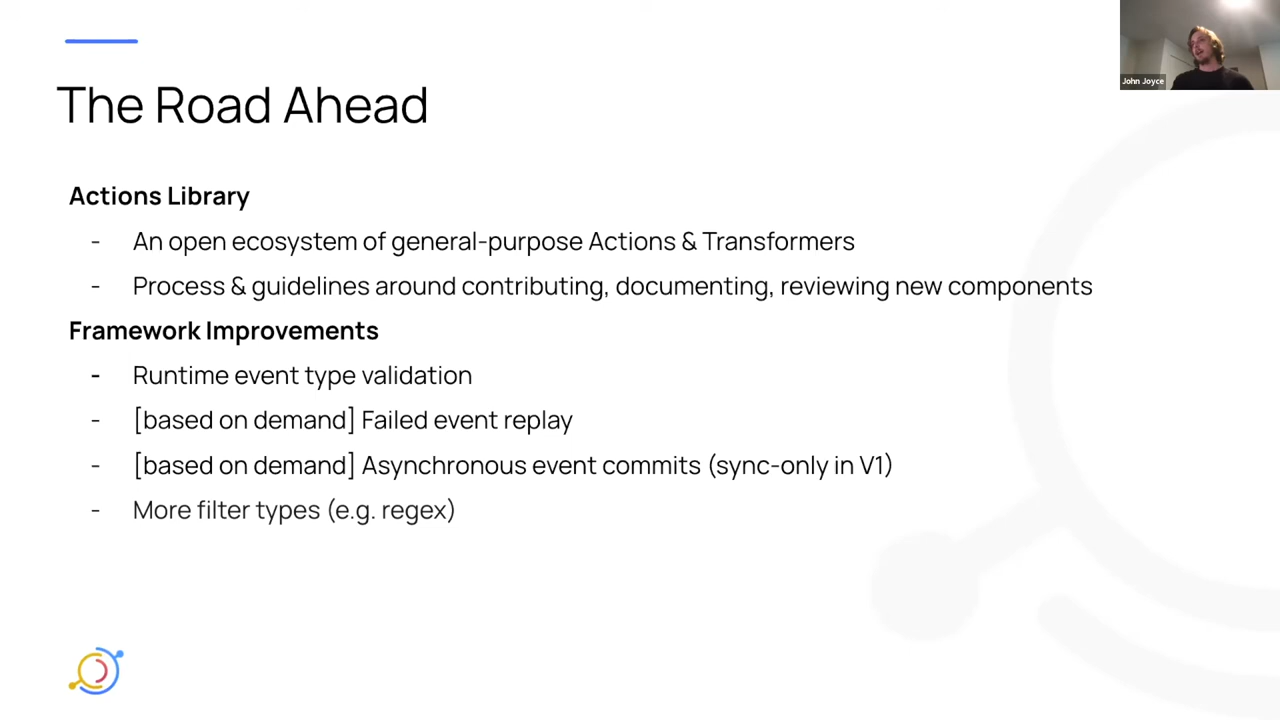 John Joyce
The Road Ahead
Actions Library
- An open ecosystem of general-purpose Actions & Transformers
- Process & guidelines around contributing, documenting, reviewing new components
Framework Improvements
- Runtime event type validation
- [based on demand] Failed event replay
- [based on demand] Asynchronous event commits (sync-only in V1)
- More filter types (e.g. regex)